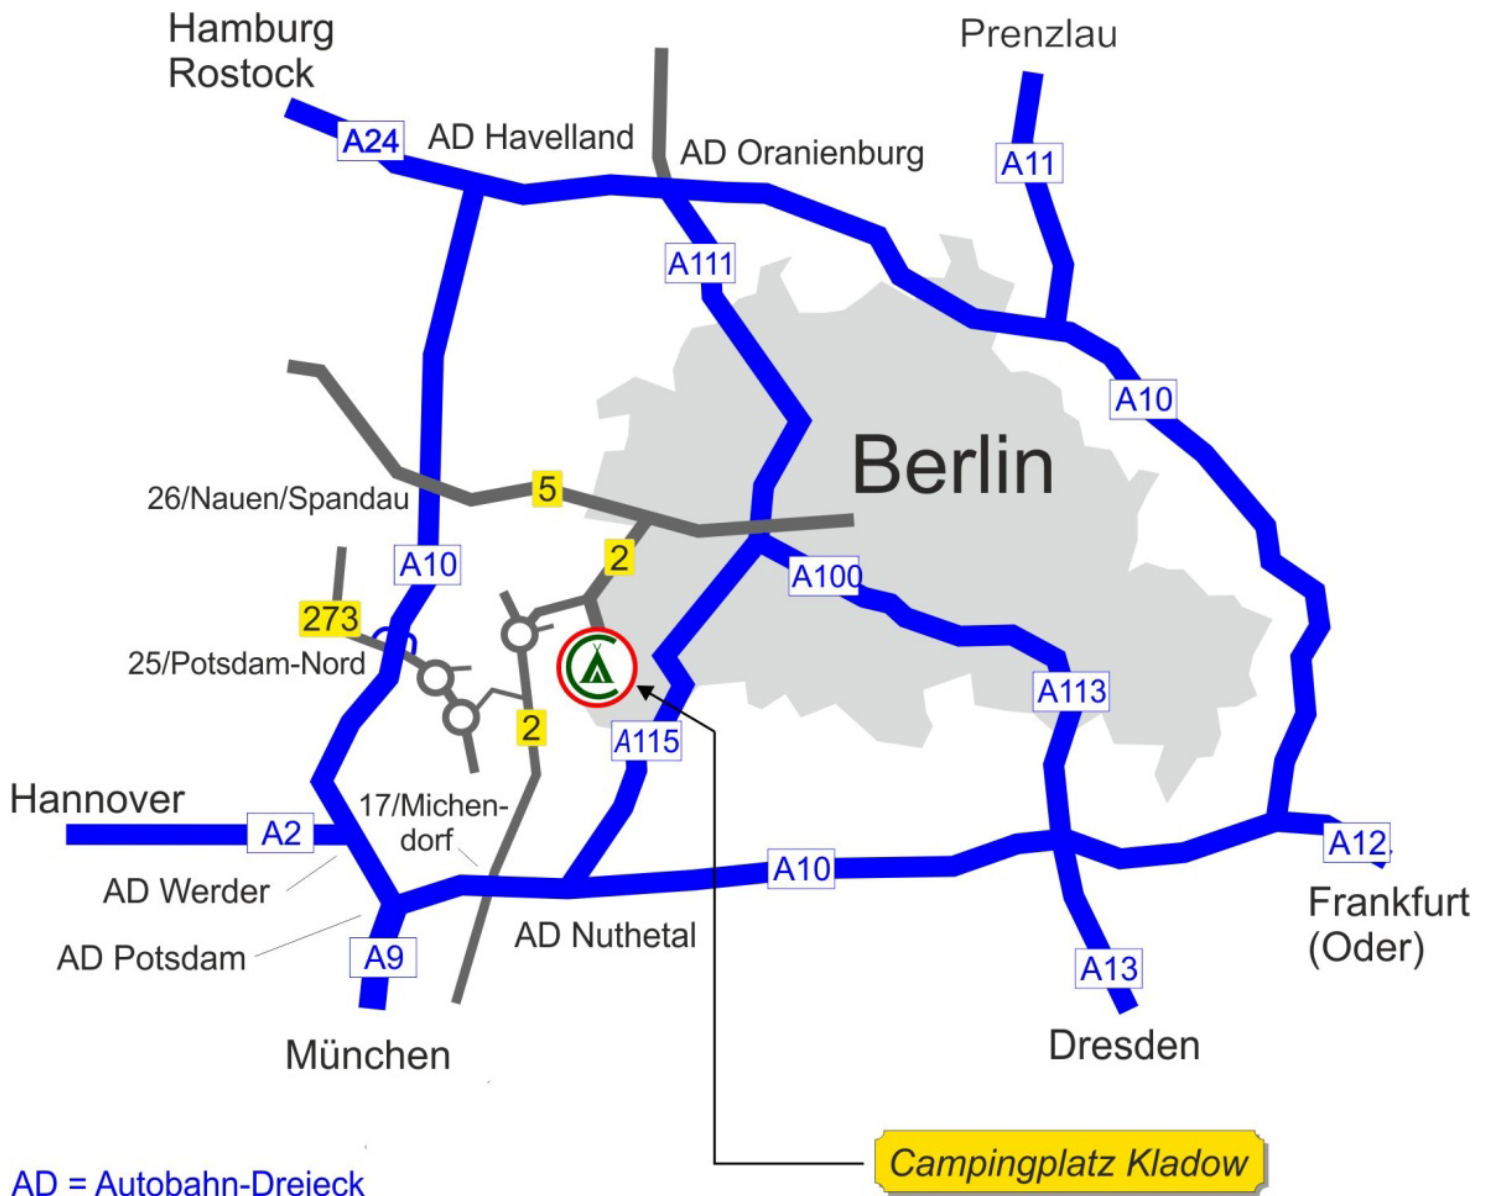 Hamburg
Rostock
Prenzlau
A24
AD Havelland
AD Oranienburg
A11
A111
A10
Berlin
26/Nauen/Spandau
5
2
A10
A100
273
25/Potsdam-Nord
A113
2
A115
Hannover
17/Michen-
dorf
A2
A12
A10
AD Werder
Frankfurt
(Oder)
AD Nuthetal
AD Potsdam
A9
A13
München
Dresden
Campingplatz Kladow
AD = Autobahn-Dreieck